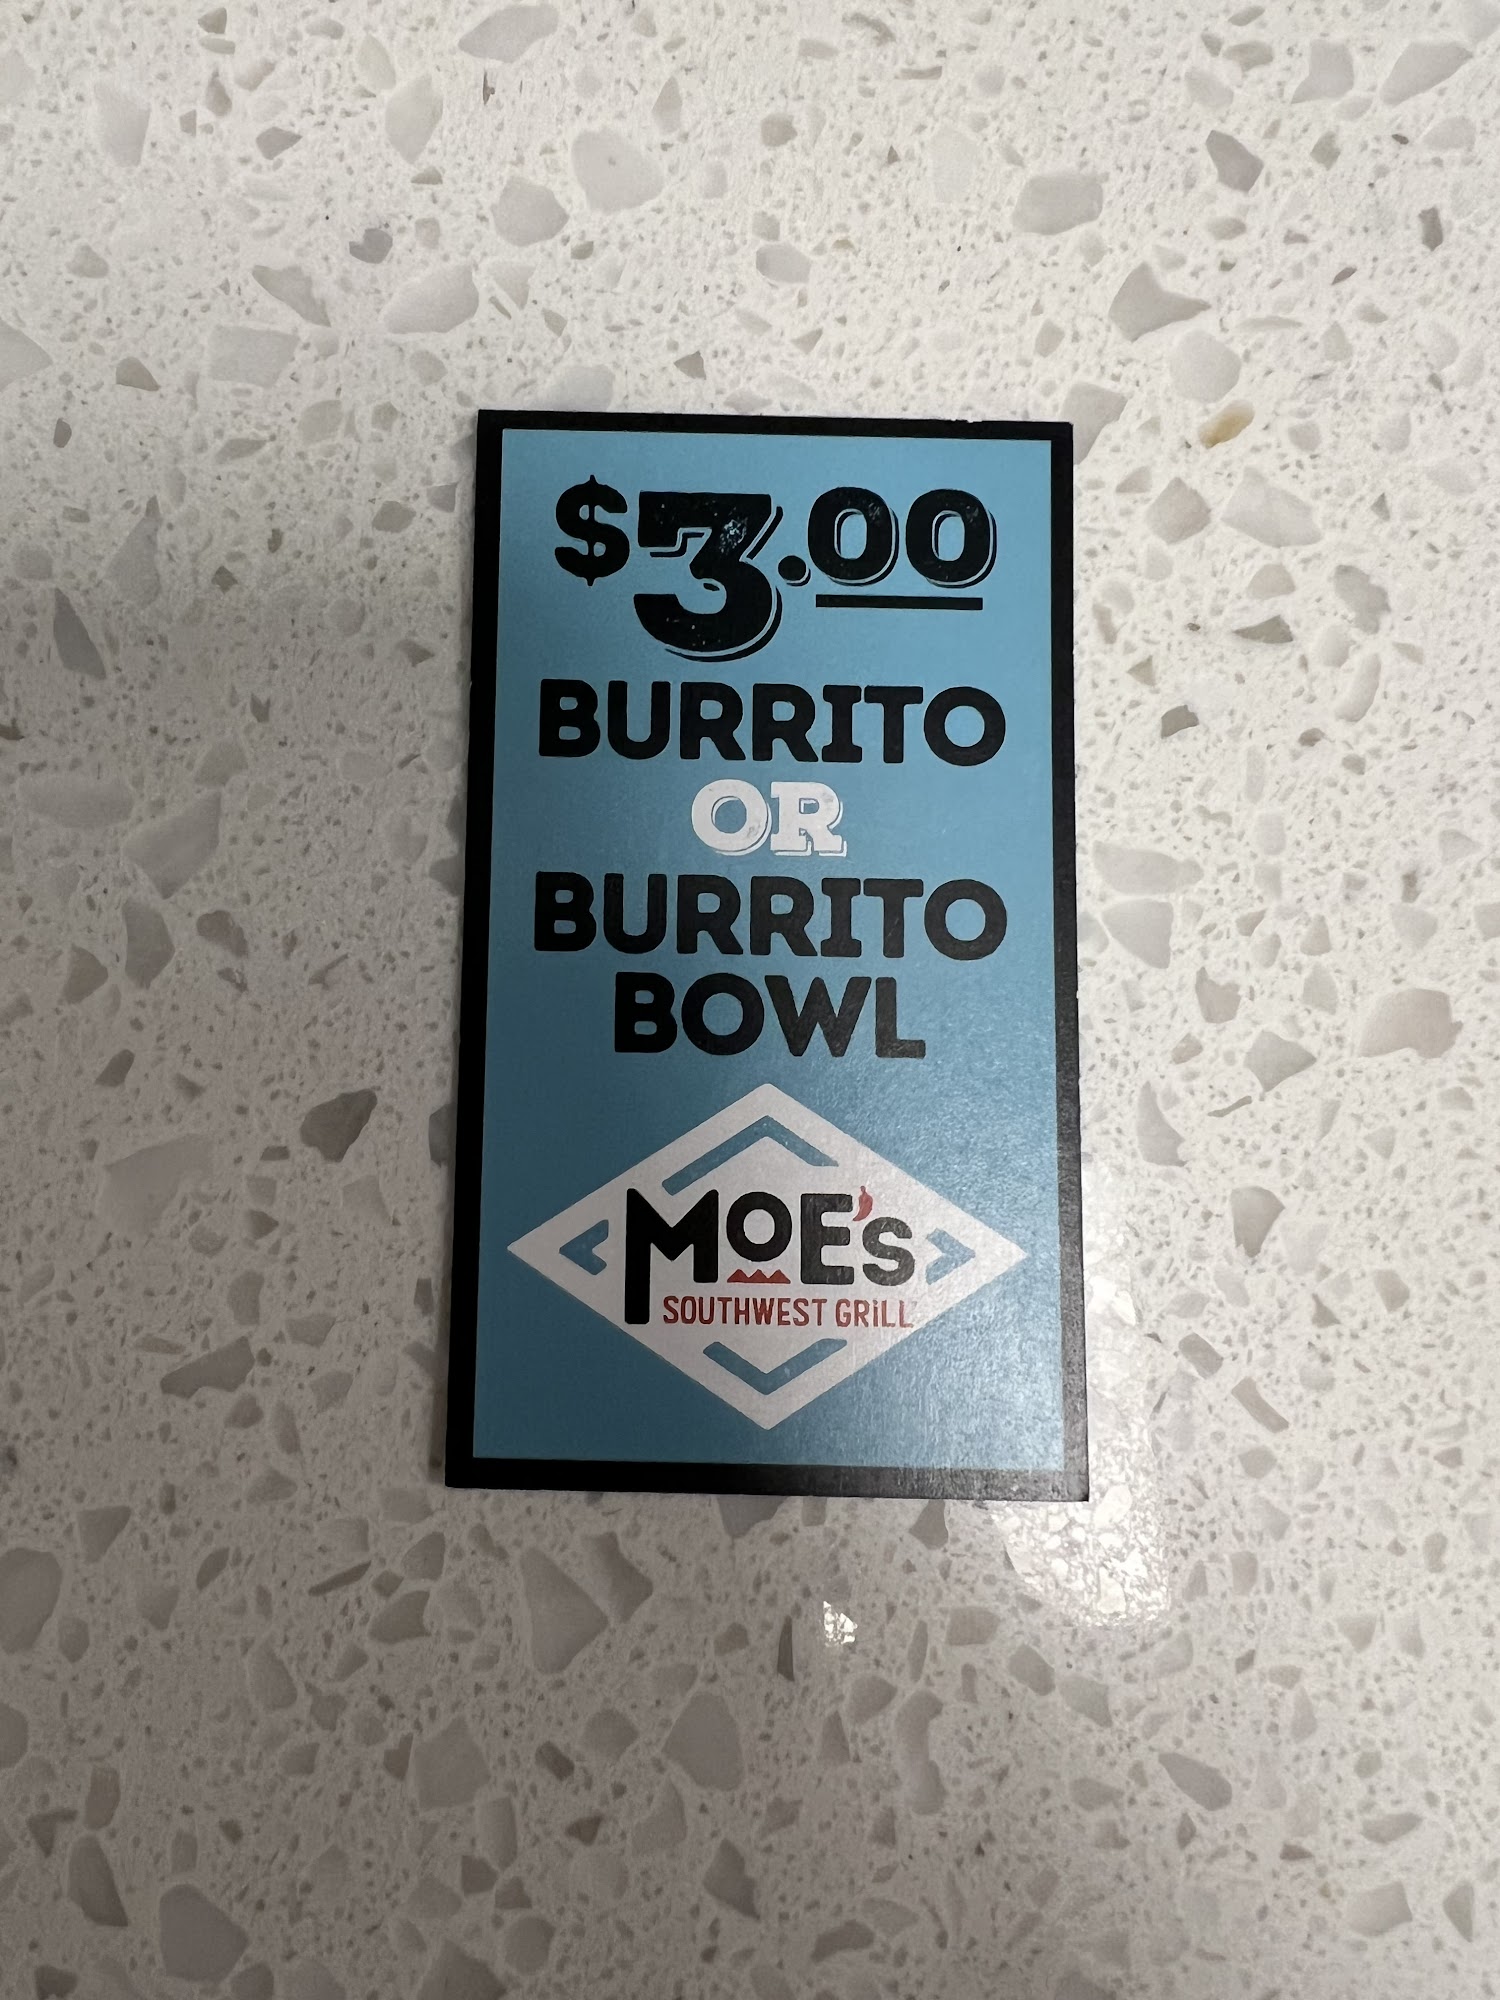 $3.00
BURRITO
OR
BURRITO
BOWL
MOE'S
SOUTHWEST GRILL